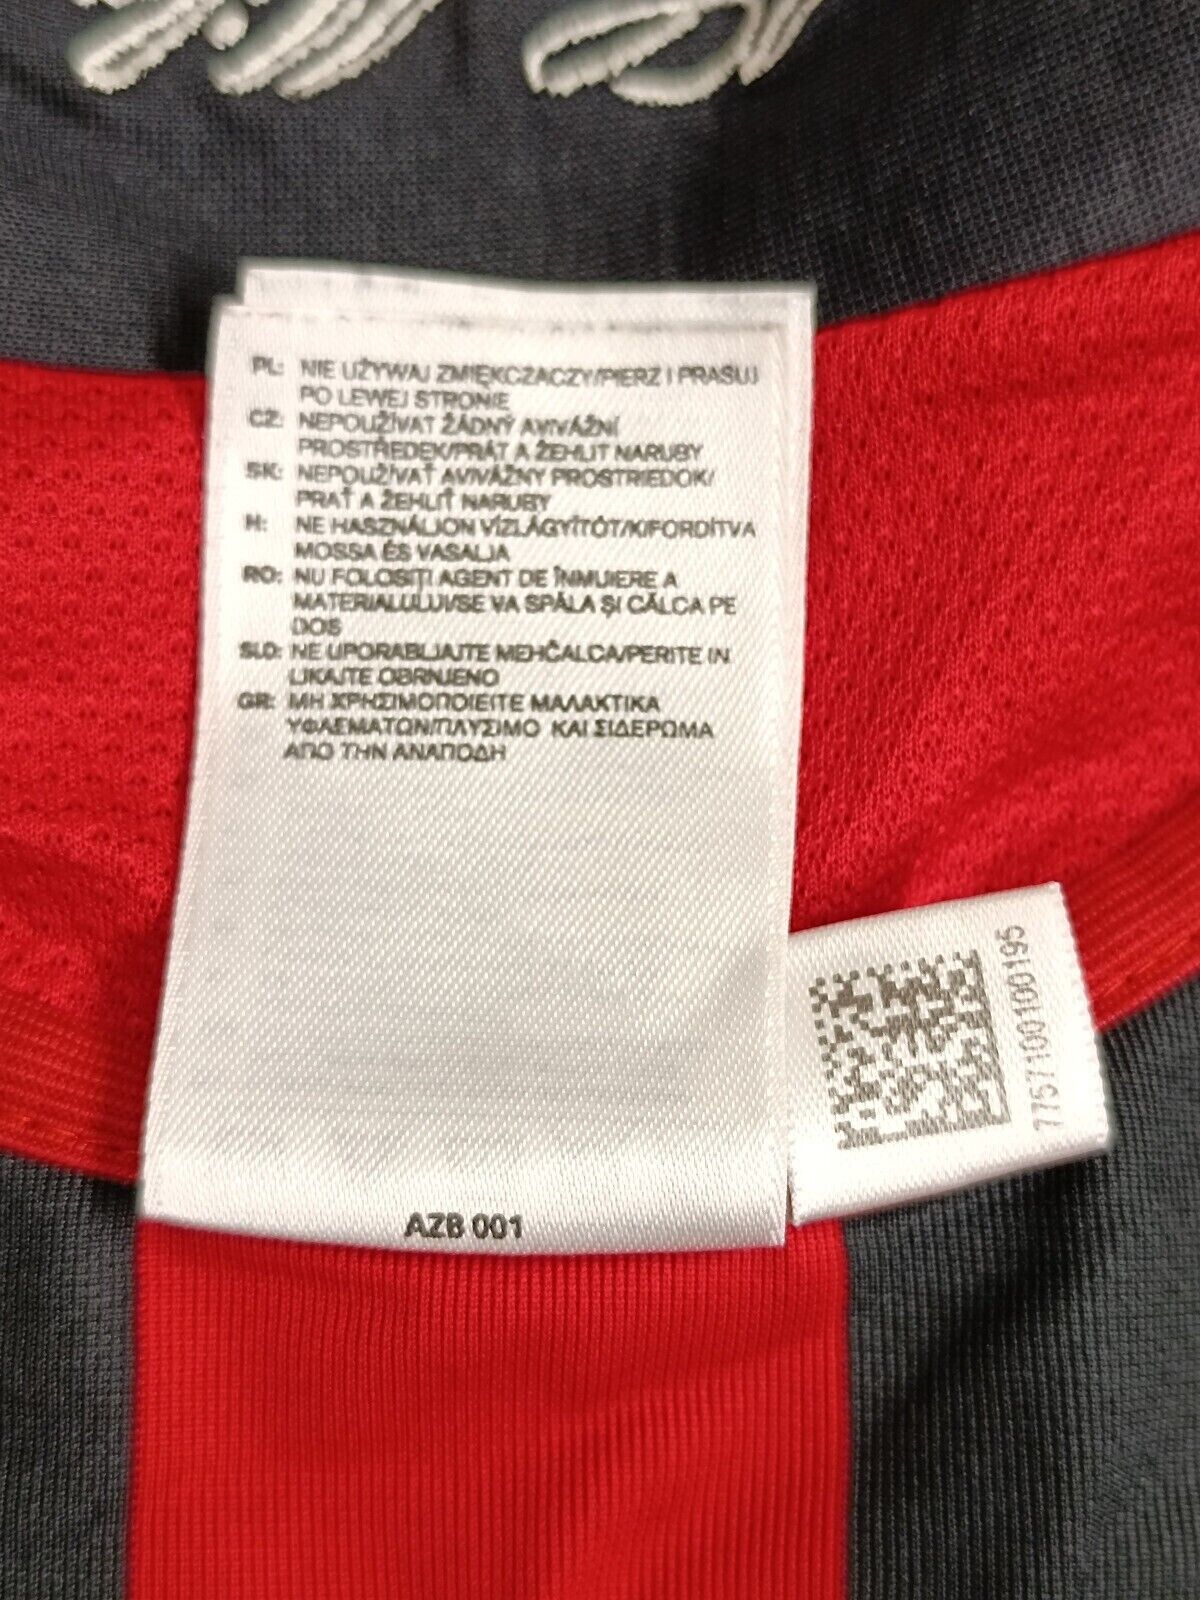 PL: NIE UŻYWAJ ZMIĘKCZACZY/PIERZ I PRASUJ
PO LEWEJ STRONIE
CZ: NEPOUŽÍVAT ŽÁDNÝ AVIVÁŽNÍ
PROSTŘEDEK/PRÁT A ŽEHLIT NARUBY
SK: NEPOUŽÍVAŤ AVIVÁŽNY PROSTRIEDOK/
PRAŤ A ŽEHLIŤ NARUBY
H: NE HASZNÁLJON VÍZLÁGYÍTÓT/KIFORDÍTVA
MOSSA ÉS VASALJA
RO: NU FOLOSIȚI AGENT DE ÎNMUIERE A
MATERIALULUI/SE VA SPĂLA ȘI CĂLCA PE
DOS
SLO: NE UPORABLJAJTE MEHČALCA/PERITE IN
LIKAJTE OBRNJENO
GR: ΜΗ ΧΡΗΣΙΜΟΠΟΙΕΙΤΕ ΜΑΛΑΚΤΙΚΑ
ΥΦΑΣΜΑΤΩΝ/ΠΛΥΣΙΜΟ ΚΑΙ ΣΙΔΕΡΩΜΑ
ΑΠΟ ΤΗΝ ΑΝΑΠΟΔΗ
AZB 001
7757100100195